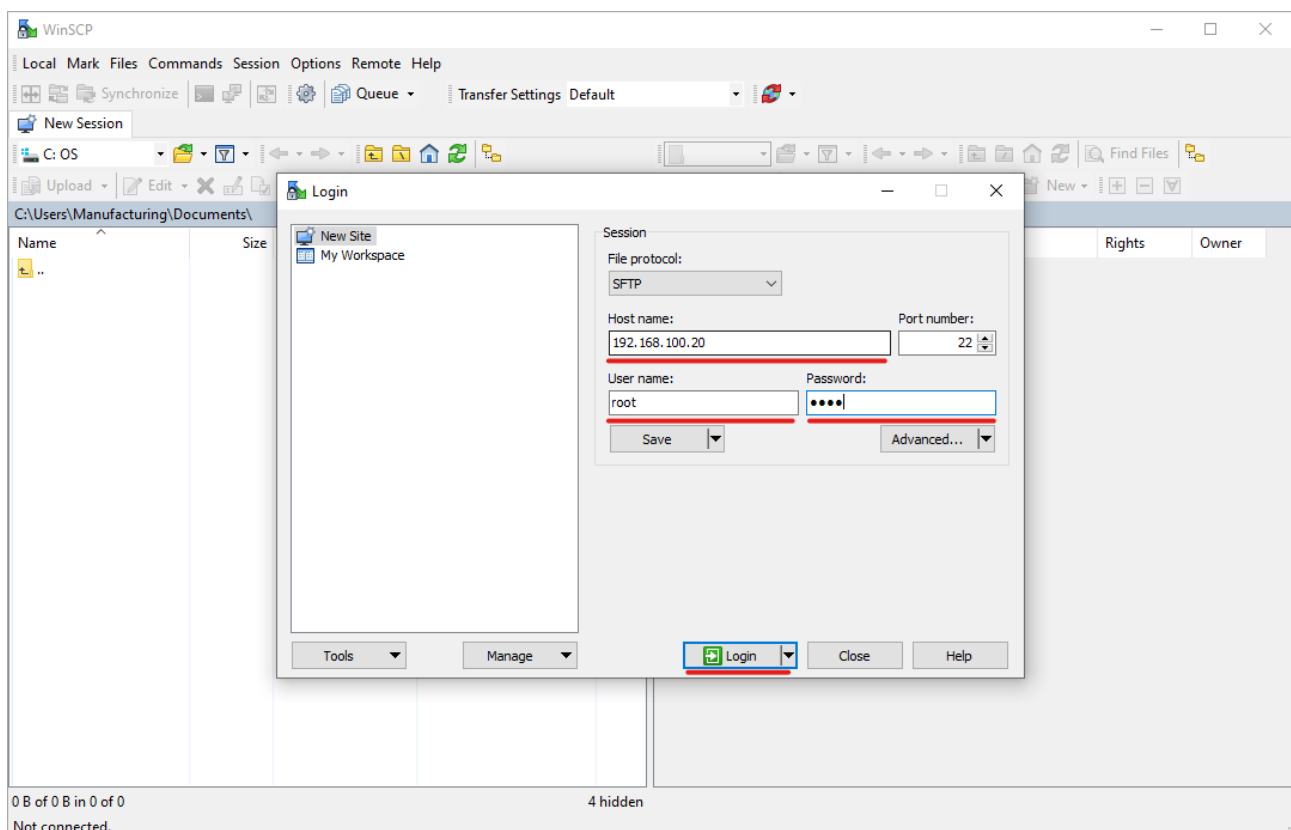 WinSCP
Local Mark Files Commands Session Options Remote Help
Synchronize Queue Transfer Settings Default
New Session
C: OS Find Files
Upload Edit New
C:\Users\Manufacturing\Documents\
Name Size Rights Owner
..
Login
New Site
My Workspace
Session
File protocol:
SFTP
Host name: Port number:
192.168.100.20 22
User name: Password:
root ••••
Save Advanced...
Tools Manage Login Close Help
0 B of 0 B in 0 of 0 4 hidden
Not connected.